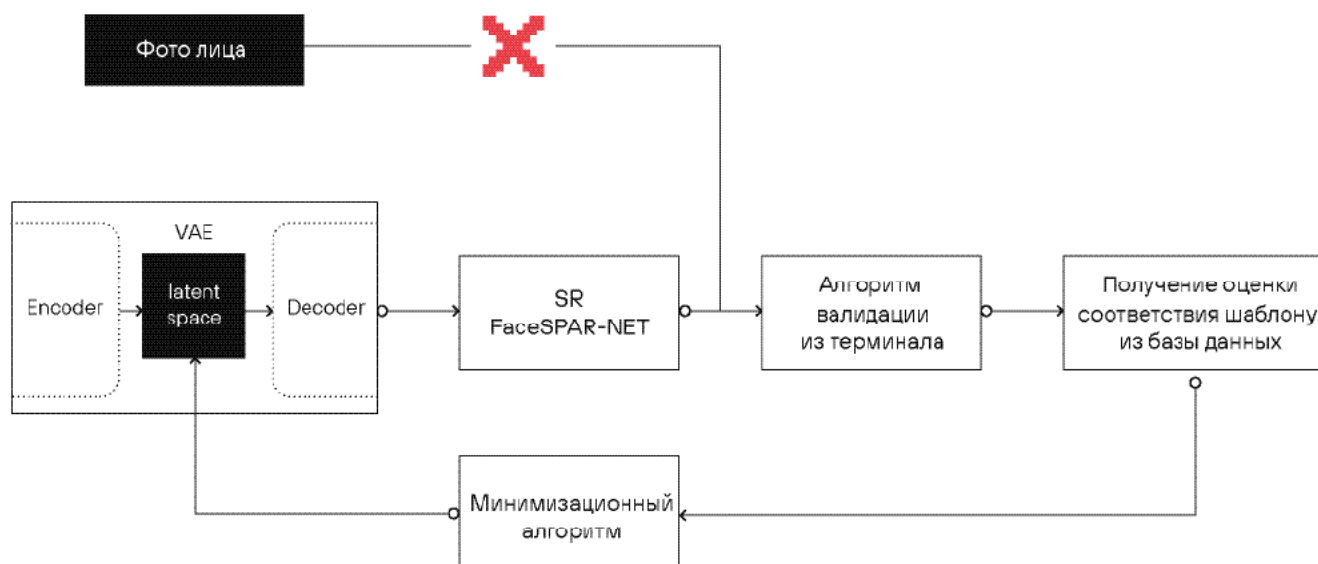 Фото лица
VAE
Encoder
latent
space
Decoder
SR
FaceSPAR-NET
Алгоритм
валидации
из терминала
Получение оценки
соответствия шаблону
из базы данных
Минимизационный
алгоритм